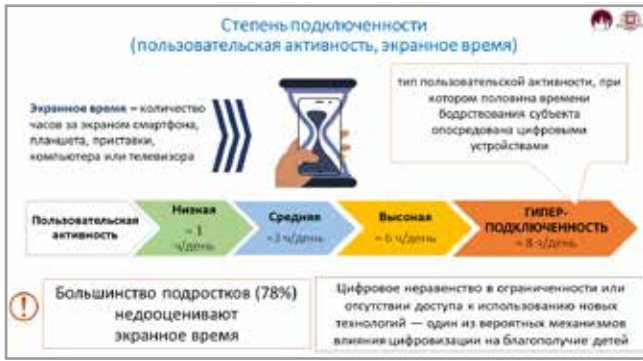 Степень подключенности
(пользовательская активность, экранное время)
Экранное время – количество
часов за экраном смартфона,
планшета, приставки,
компьютера или телевизора
тип пользовательской активности, при
котором половина времени
бодрствования субъекта
опосредована цифровыми
устройствами
Пользовательская
активность
Низкая
≈ 1
ч/день
Средняя
≈3 ч/день
Высокая
≈ 6 ч/день
ГИПЕР-
ПОДКЛЮЧЕННОСТЬ
≈ 8 ч/день
!
Большинство подростков (78%)
недооценивают
экранное время
Цифровое неравенство в ограниченности или
отсутствии доступа к использованию новых
технологий — один из вероятных механизмов
влияния цифровизации на благополучие детей